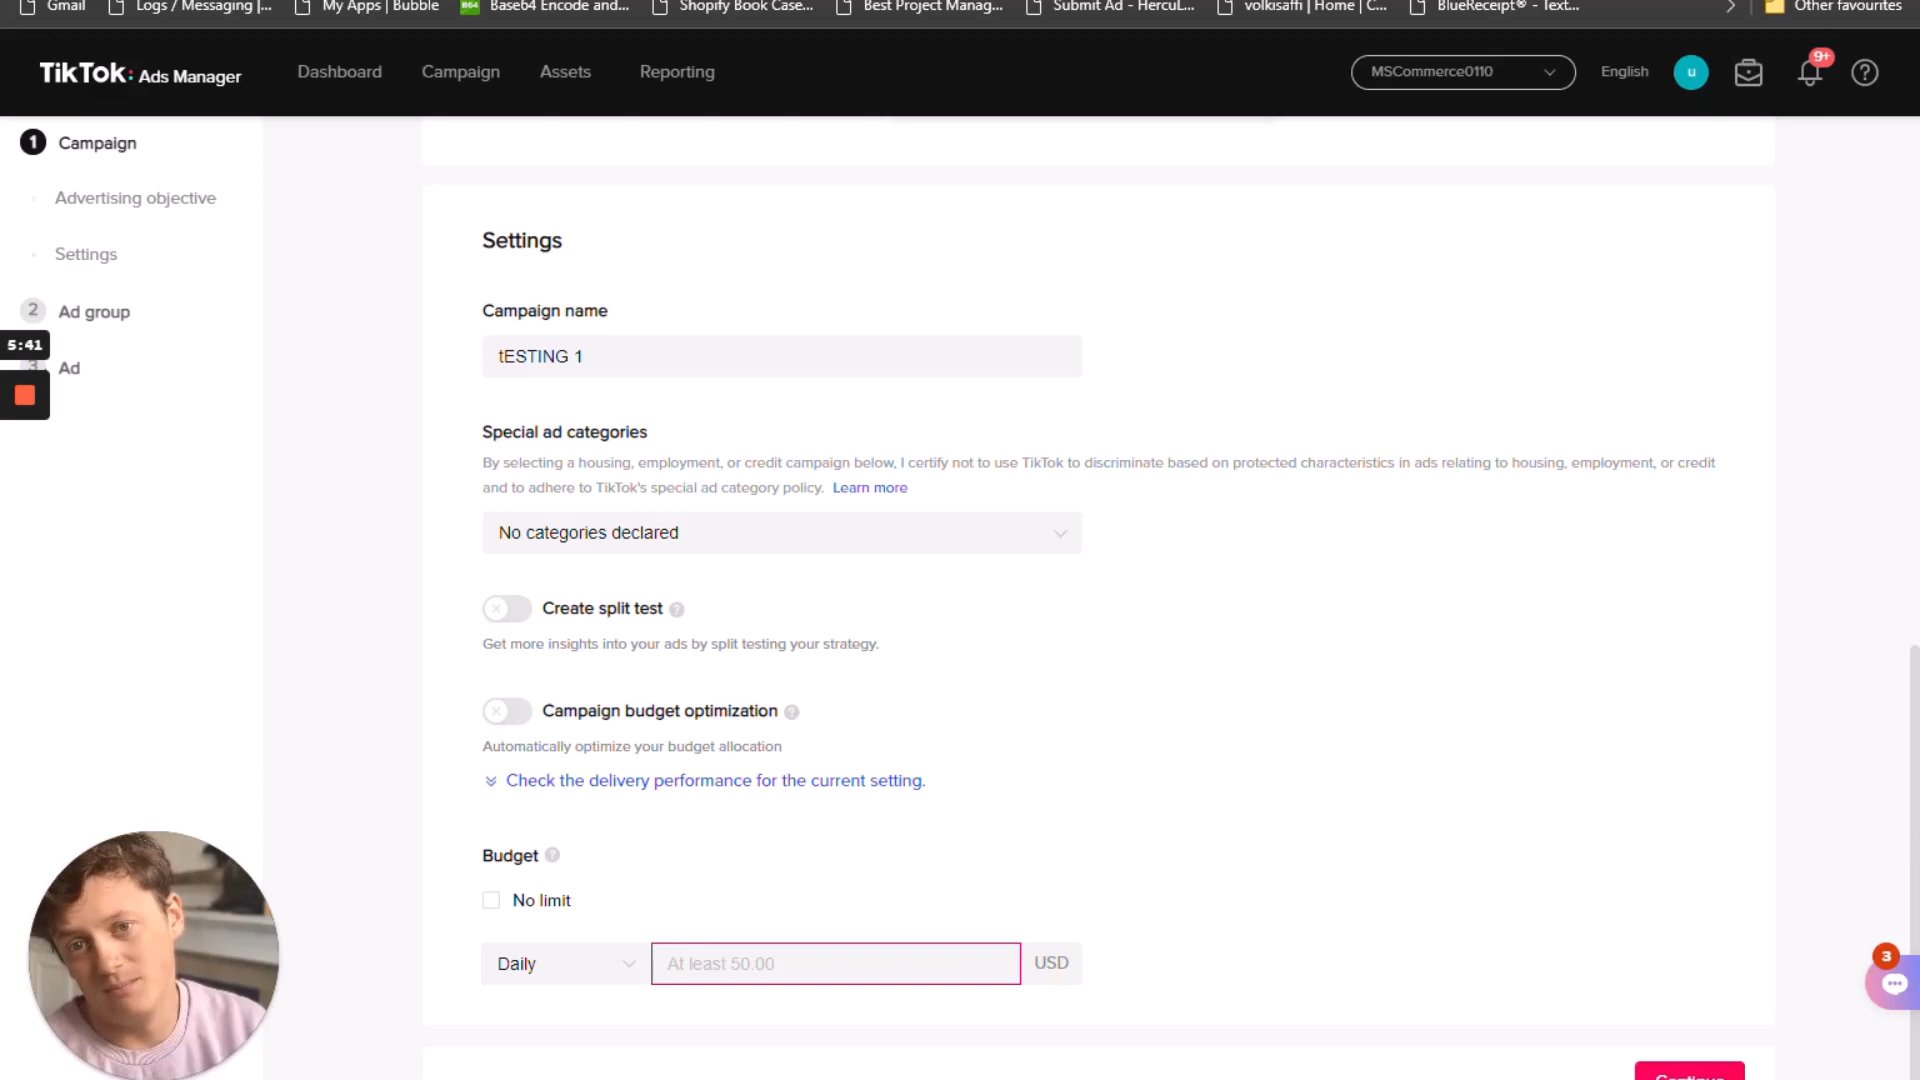 Gmail
Logs / Messaging |...
My Apps | Bubble
B64
Base64 Encode and...
Shopify Book Case...
Best Project Manag...
Submit Ad - HercuL...
volkisaffi | Home | C...
BlueReceipt® - Text...
Other favourites
TikTok: Ads Manager
Dashboard
Campaign
Assets
Reporting
MSCommerce0110
English
u
9+
?
1 Campaign
Advertising objective
Settings
2 Ad group
5:41
3 Ad
Settings
Campaign name
tESTING 1
Special ad categories
By selecting a housing, employment, or credit campaign below, I certify not to use TikTok to discriminate based on protected characteristics in ads relating to housing, employment, or credit
and to adhere to TikTok's special ad category policy. Learn more
No categories declared
Create split test ?
Get more insights into your ads by split testing your strategy.
Campaign budget optimization ?
Automatically optimize your budget allocation
Check the delivery performance for the current setting.
Budget ?
No limit
Daily
At least 50.00
USD
3
Continue